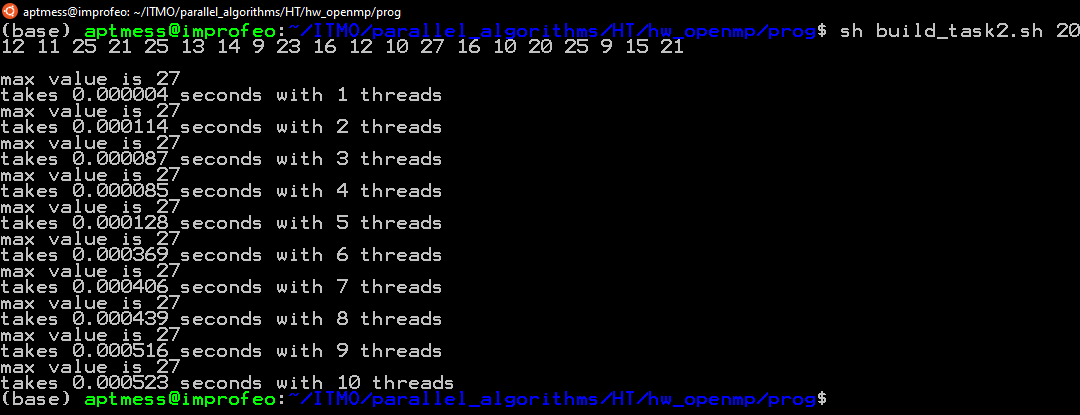 aptmess@improfeo: ~/ITMO/parallel_algorithms/HT/hw_openmp/prog
(base) aptmess@improfeo:~/ITMO/parallel_algorithms/HT/hw_openmp/prog$ sh build_task2.sh 20
12 11 25 21 25 13 14 9 23 16 12 10 27 16 10 20 25 9 15 21
max value is 27
takes 0.000004 seconds with 1 threads
max value is 27
takes 0.000114 seconds with 2 threads
max value is 27
takes 0.000087 seconds with 3 threads
max value is 27
takes 0.000085 seconds with 4 threads
max value is 27
takes 0.000128 seconds with 5 threads
max value is 27
takes 0.000369 seconds with 6 threads
max value is 27
takes 0.000406 seconds with 7 threads
max value is 27
takes 0.000439 seconds with 8 threads
max value is 27
takes 0.000516 seconds with 9 threads
max value is 27
takes 0.000523 seconds with 10 threads
(base) aptmess@improfeo:~/ITMO/parallel_algorithms/HT/hw_openmp/prog$